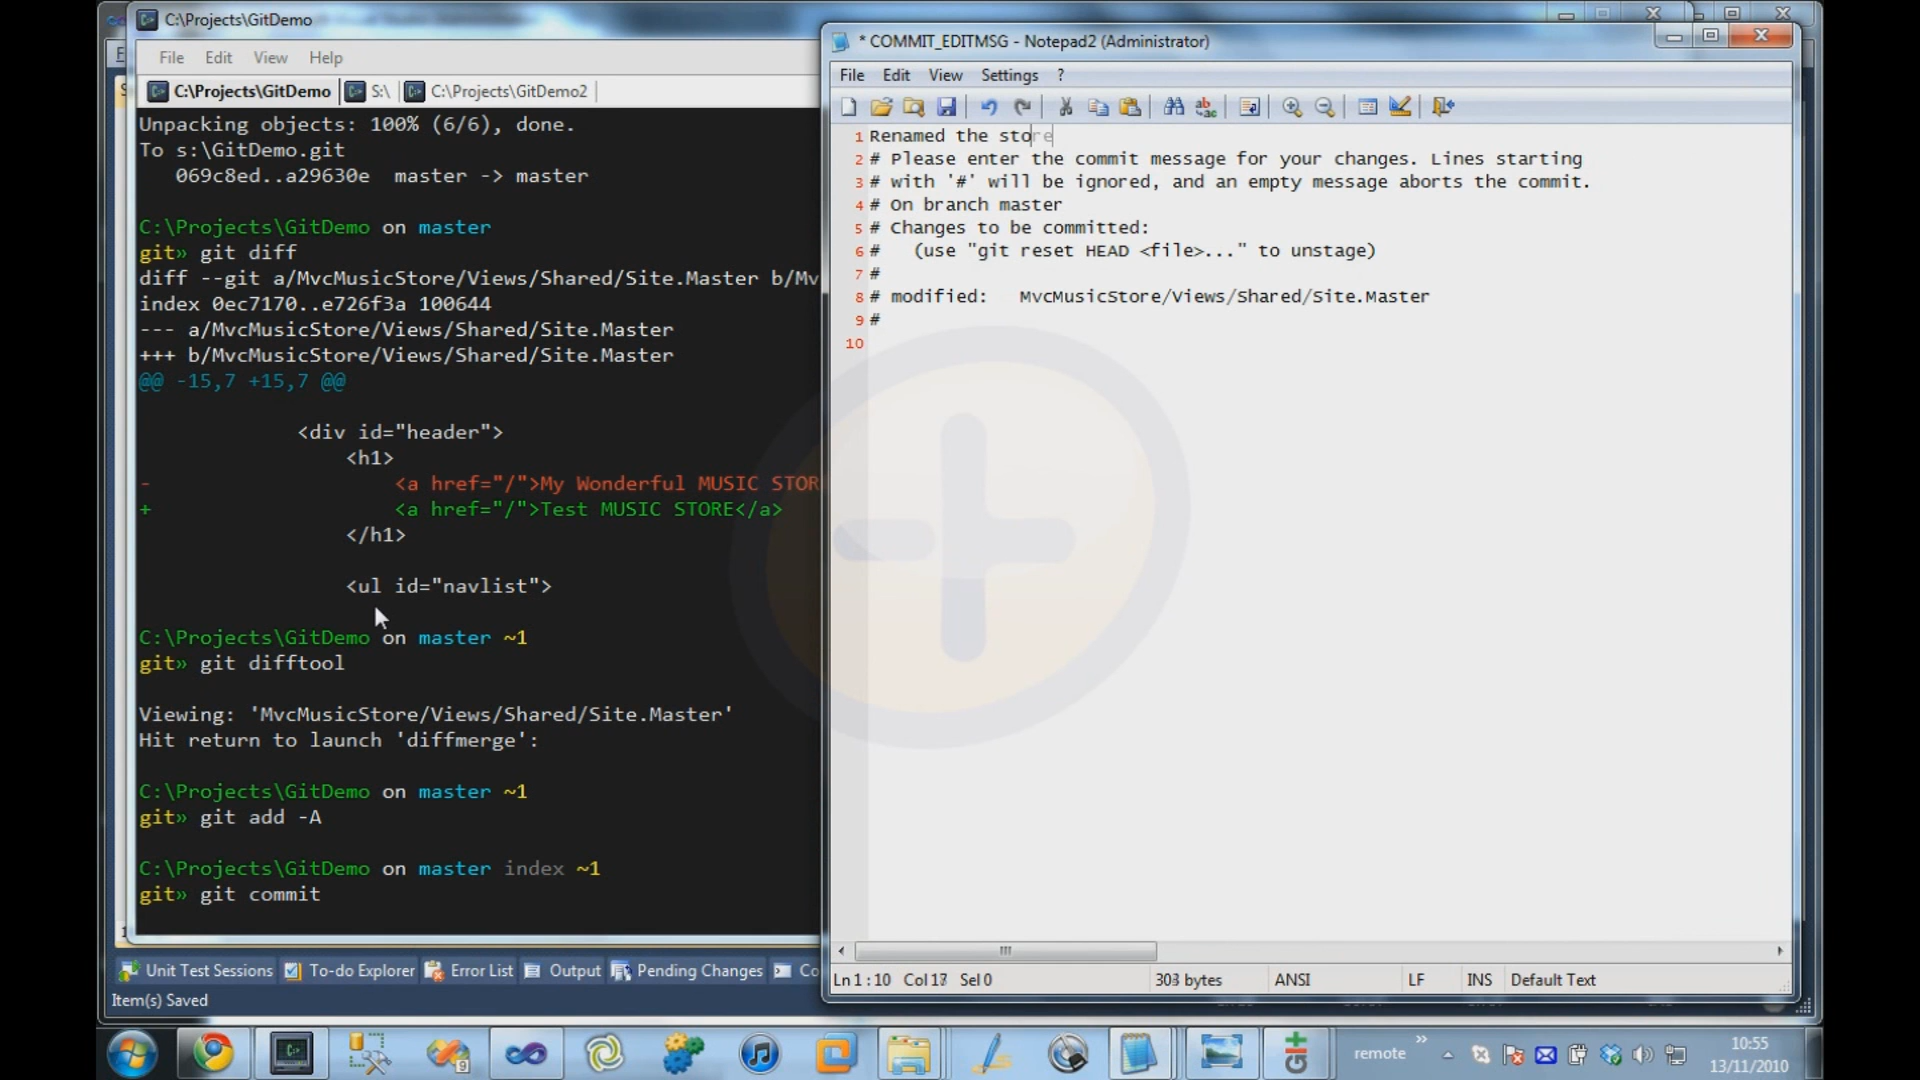 C:\Projects\GitDemo
File Edit View Help
C:\Projects\GitDemo S:\ C:\Projects\GitDemo2
Unpacking objects: 100% (6/6), done.
To s:\GitDemo.git
069c8ed..a29630e master -> master
C:\Projects\GitDemo on master
git» git diff
diff --git a/MvcMusicStore/Views/Shared/Site.Master b/Mv
index 0ec7170..e726f3a 100644
--- a/MvcMusicStore/Views/Shared/Site.Master
+++ b/MvcMusicStore/Views/Shared/Site.Master
@@ -15,7 +15,7 @@
<div id="header">
<h1>
- <a href="/">My Wonderful MUSIC STOR
+ <a href="/">Test MUSIC STORE</a>
</h1>
<ul id="navlist">
C:\Projects\GitDemo on master ~1
git» git difftool
Viewing: 'MvcMusicStore/Views/Shared/Site.Master'
Hit return to launch 'diffmerge':
C:\Projects\GitDemo on master ~1
git» git add -A
C:\Projects\GitDemo on master index ~1
git» git commit
* COMMIT_EDITMSG - Notepad2 (Administrator)
File Edit View Settings ?
1 Renamed the store
2 # Please enter the commit message for your changes. Lines starting
3 # with '#' will be ignored, and an empty message aborts the commit.
4 # On branch master
5 # Changes to be committed:
6 # (use "git reset HEAD <file>..." to unstage)
7 #
8 # modified: MvcMusicStore/Views/Shared/Site.Master
9 #
10
Ln 1 : 10 Col Sel 0 bytes ANSI LF INS Default Text
Unit Test Sessions To-do Explorer Error List Output Pending Changes Co
Item(s) Saved
remote
10:55
13/11/2010